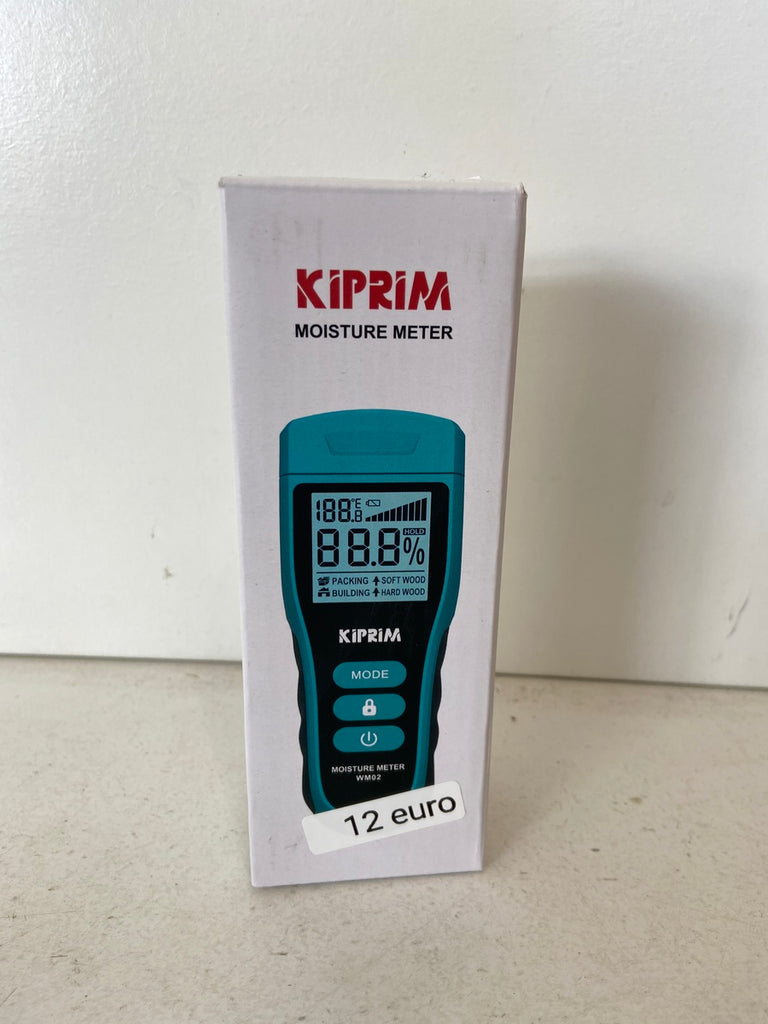 KiPRiM
MOISTURE METER
188.8°E
HOLD
88.8%
PACKING SOFT WOOD
BUILDING HARD WOOD
KiPRiM
MODE
MOISTURE METER
WM02
12 euro